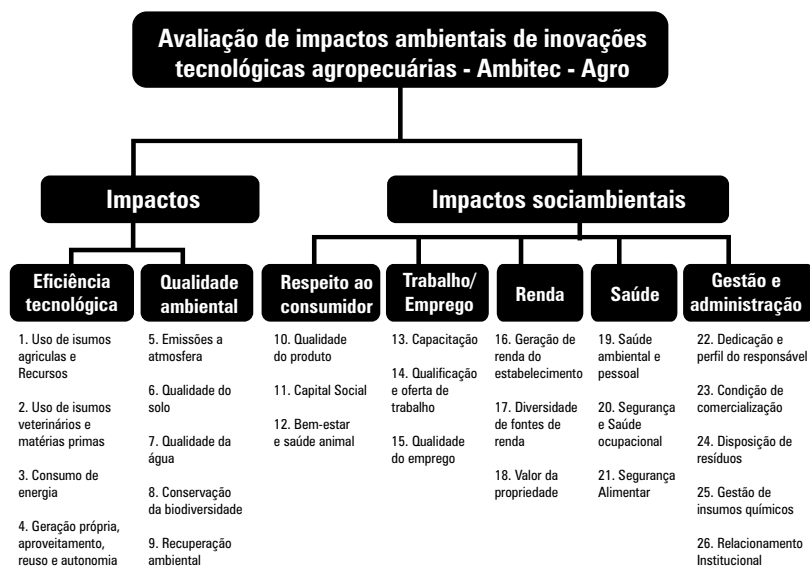 Avaliação de impactos ambientais de inovações
tecnológicas agropecuárias - Ambitec - Agro
Impactos
Impactos sociambientais
Eficiência
tecnológica
Qualidade
ambiental
Respeito ao
consumidor
Trabalho/
Emprego
Renda
Saúde
Gestão e
administração
1. Uso de isumos
agriculas e
Recursos
2. Uso de isumos
veterinários e
matérias primas
3. Consumo de
energia
4. Geração própria,
aproveitamento,
reuso e autonomia
5. Emissões a
atmosfera
6. Qualidade do
solo
7. Qualidade da
água
8. Conservação
da biodiversidade
9. Recuperação
ambiental
10. Qualidade
do produto
11. Capital Social
12. Bem-estar
e saúde animal
13. Capacitação
14. Qualificação
e oferta de
trabalho
15. Qualidade
do emprego
16. Geração de
renda do
estabelecimento
17. Diversidade
de fontes de
renda
18. Valor da
propriedade
19. Saúde
ambiental e
pessoal
20. Segurança
e Saúde
ocupacional
21. Segurança
Alimentar
22. Dedicação e
perfil do responsável
23. Condição de
comercialização
24. Disposição de
resíduos
25. Gestão de
insumos químicos
26. Relacionamento
Institucional